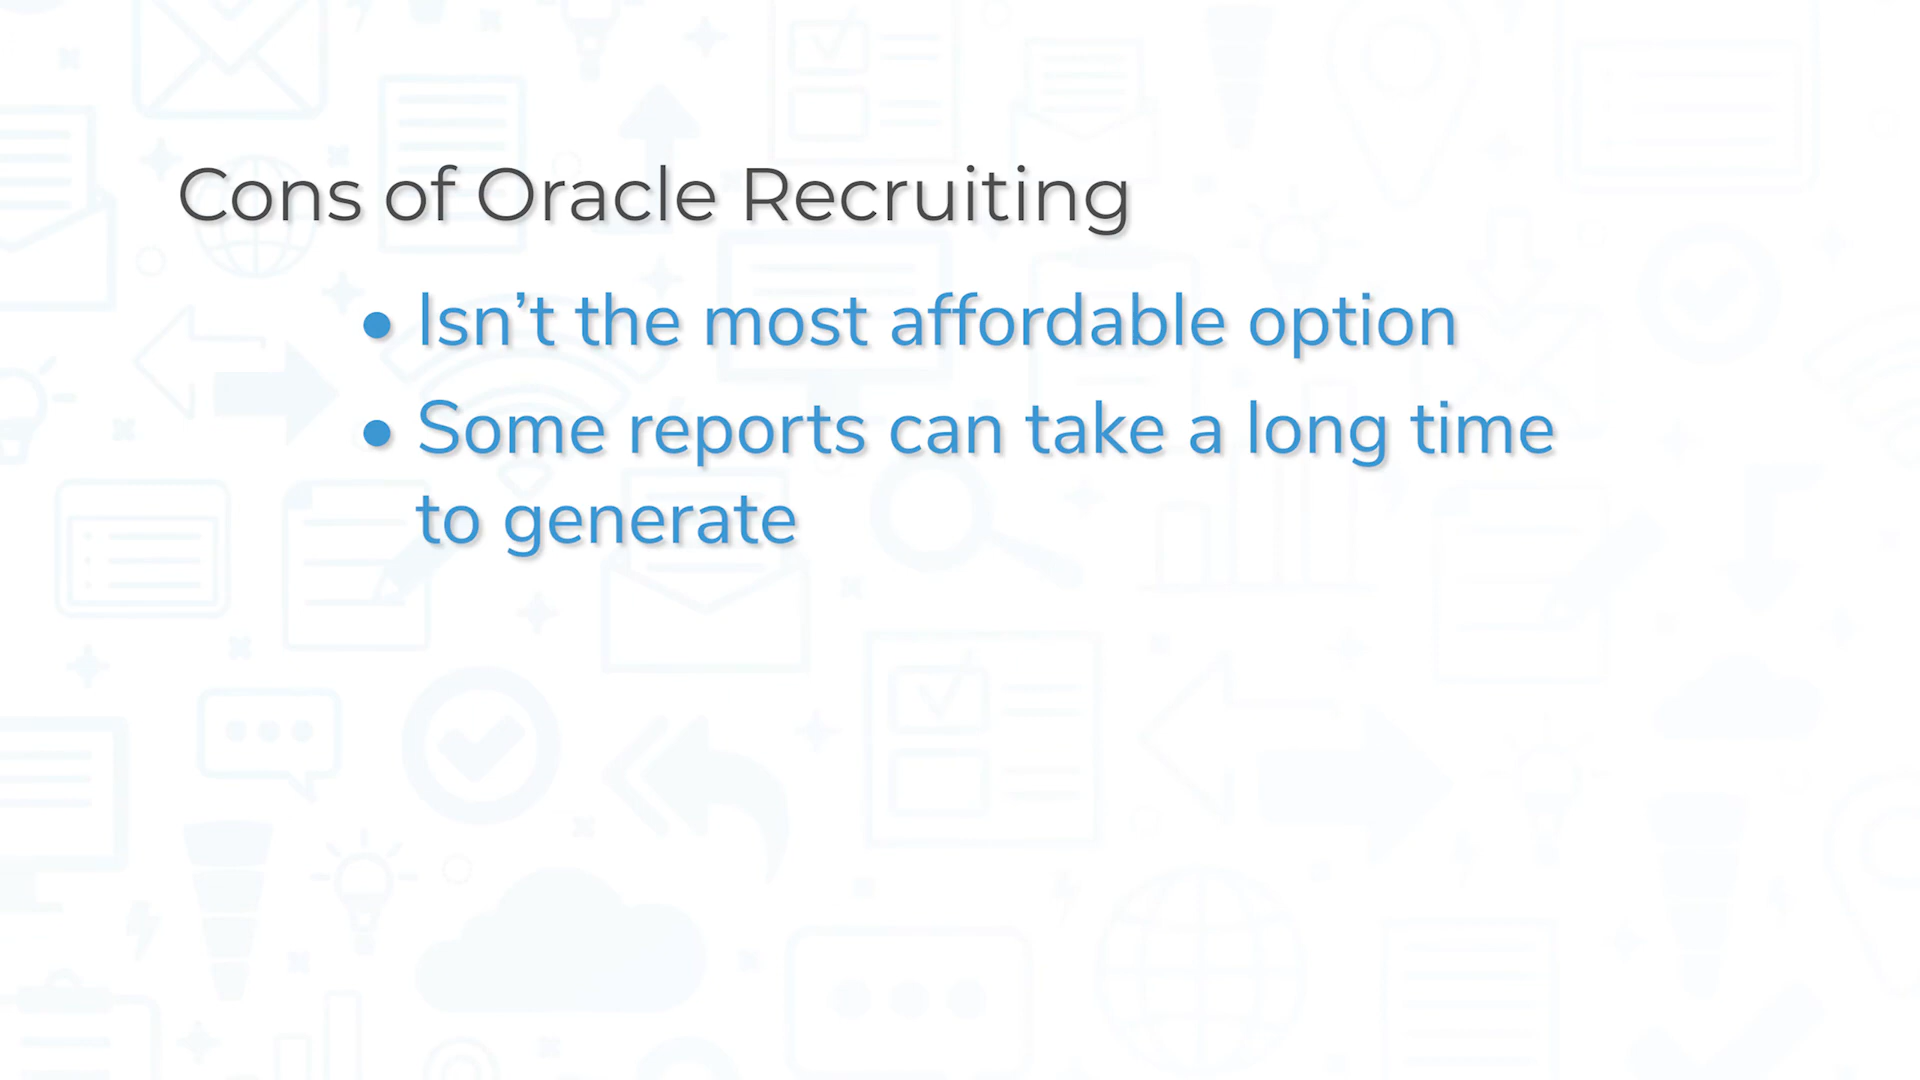 Cons of Oracle Recruiting
• Isn’t the most affordable option
• Some reports can take a long time
to generate